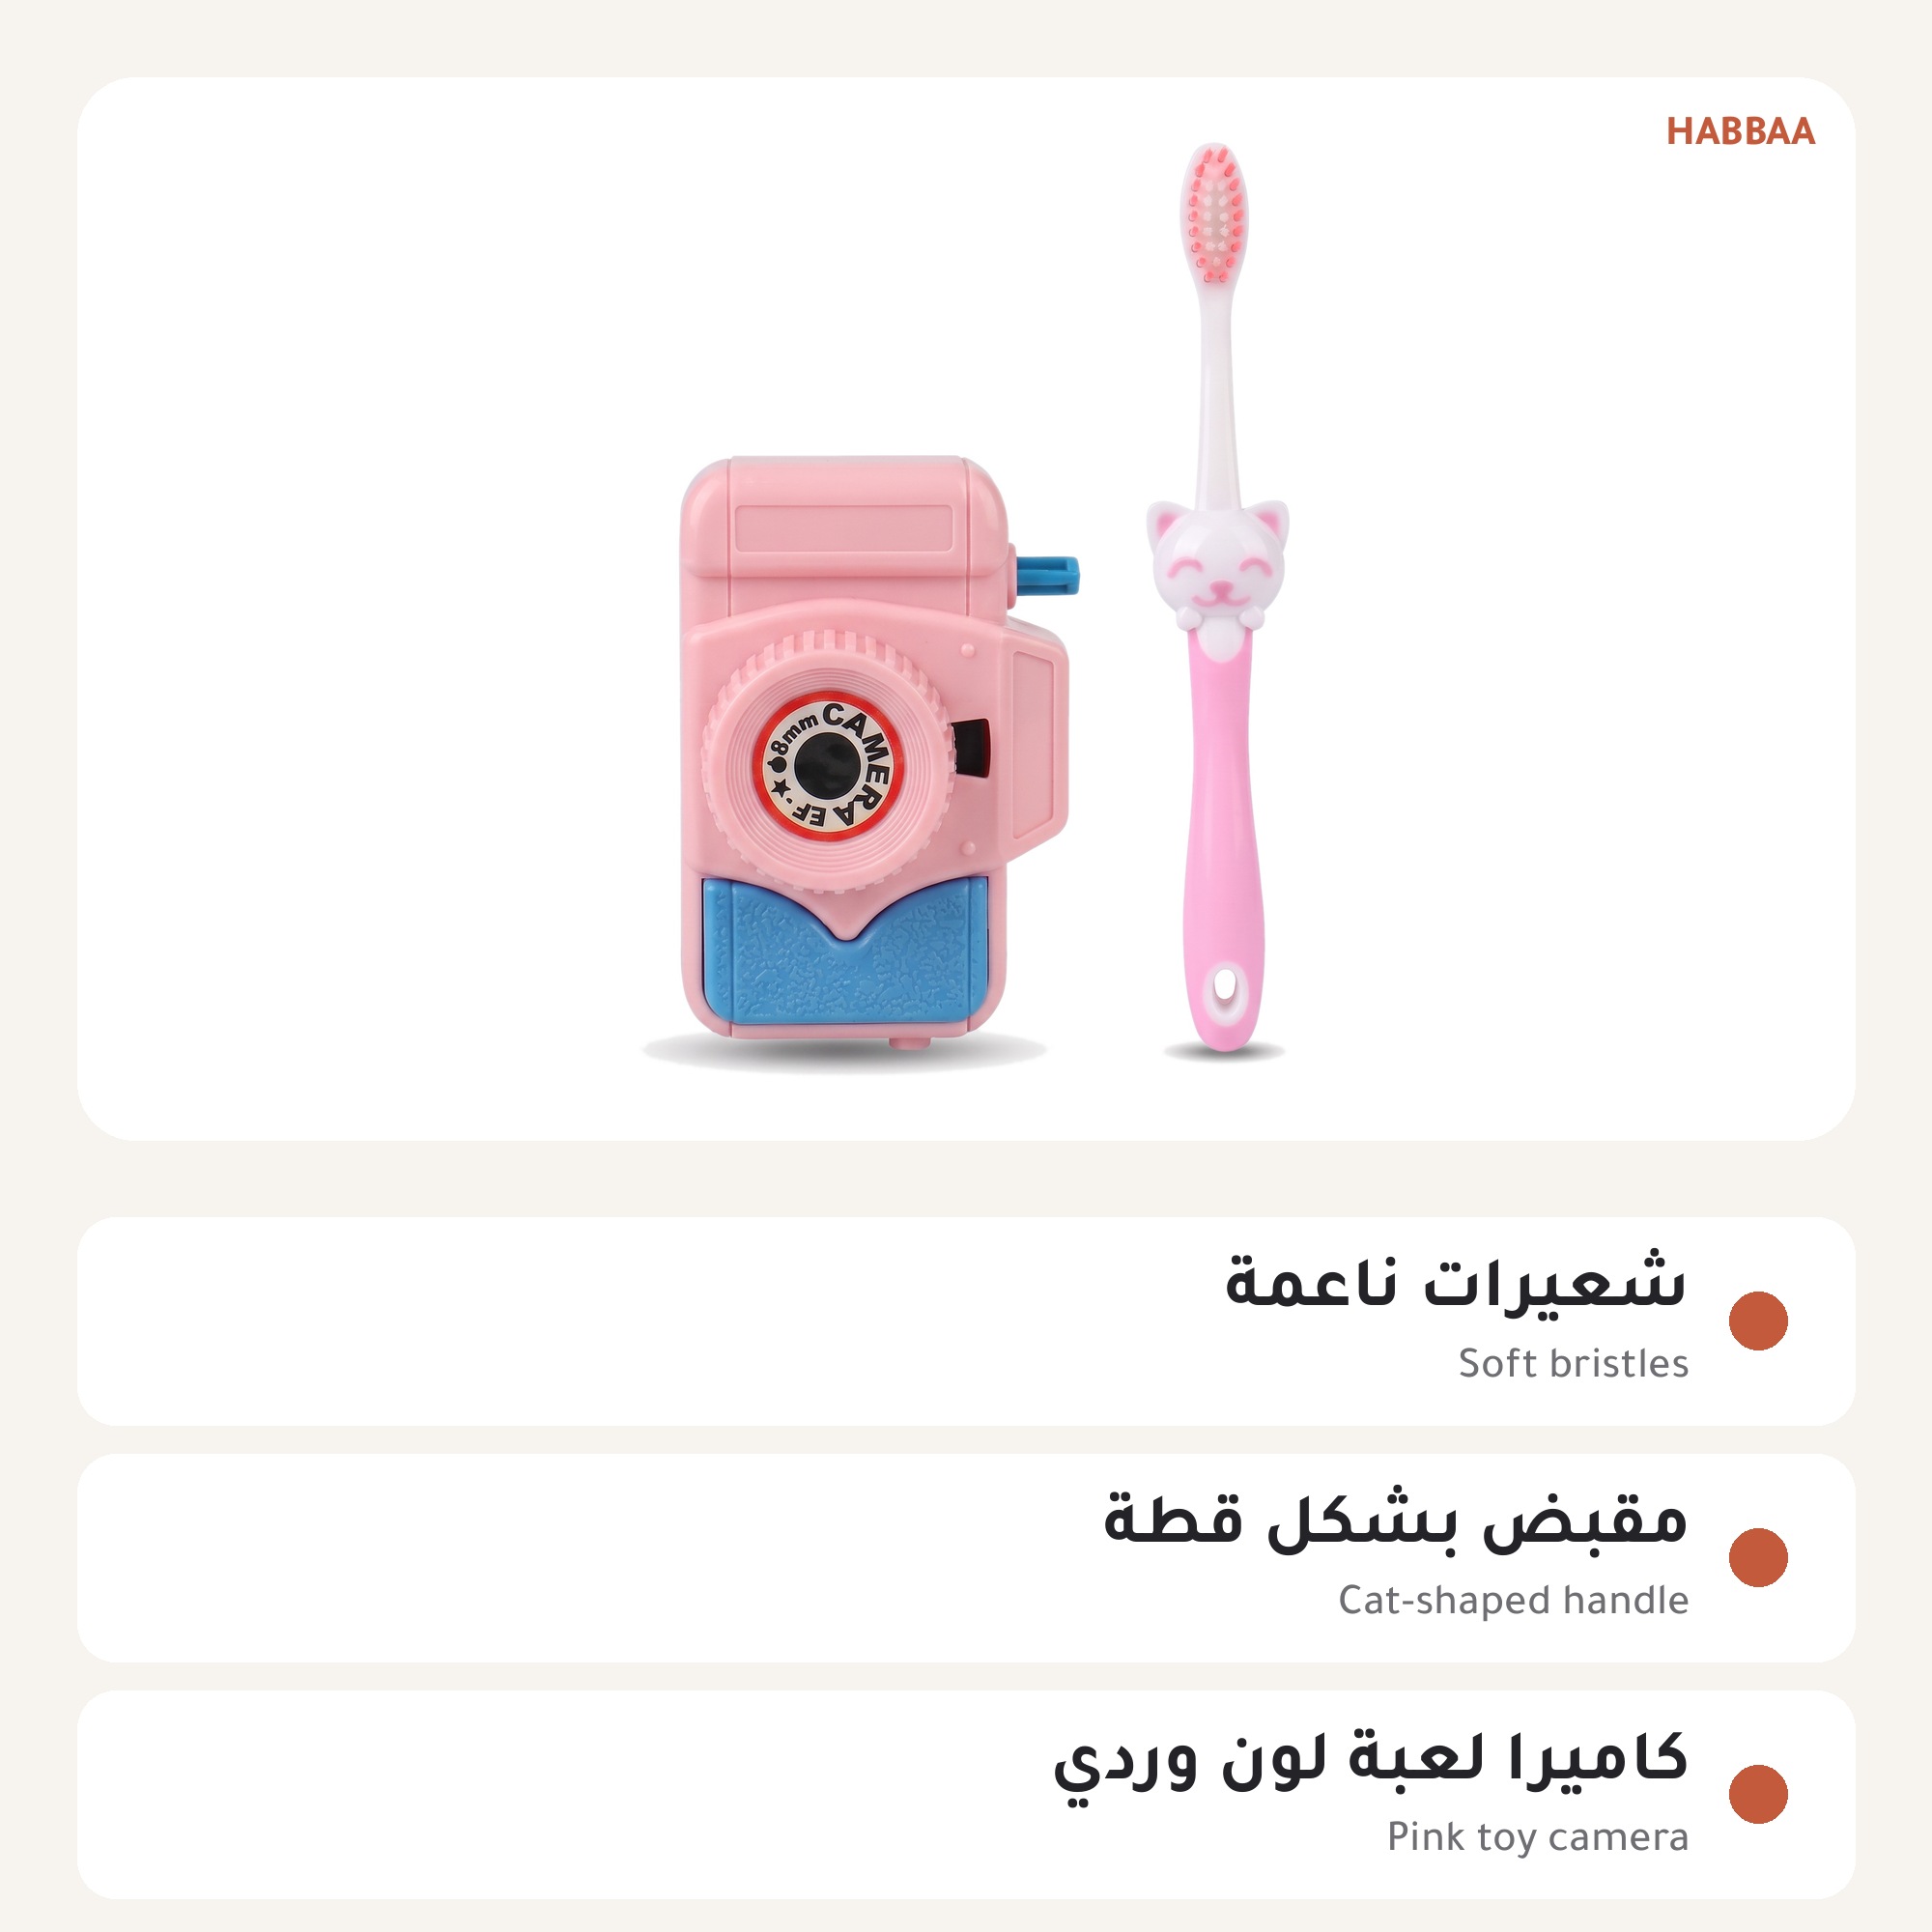 HABBAA
8mm CAMERA EF
شعيرات ناعمة
Soft bristles
مقبض بشكل قطة
Cat-shaped handle
كاميرا لعبة لون وردي
Pink toy camera